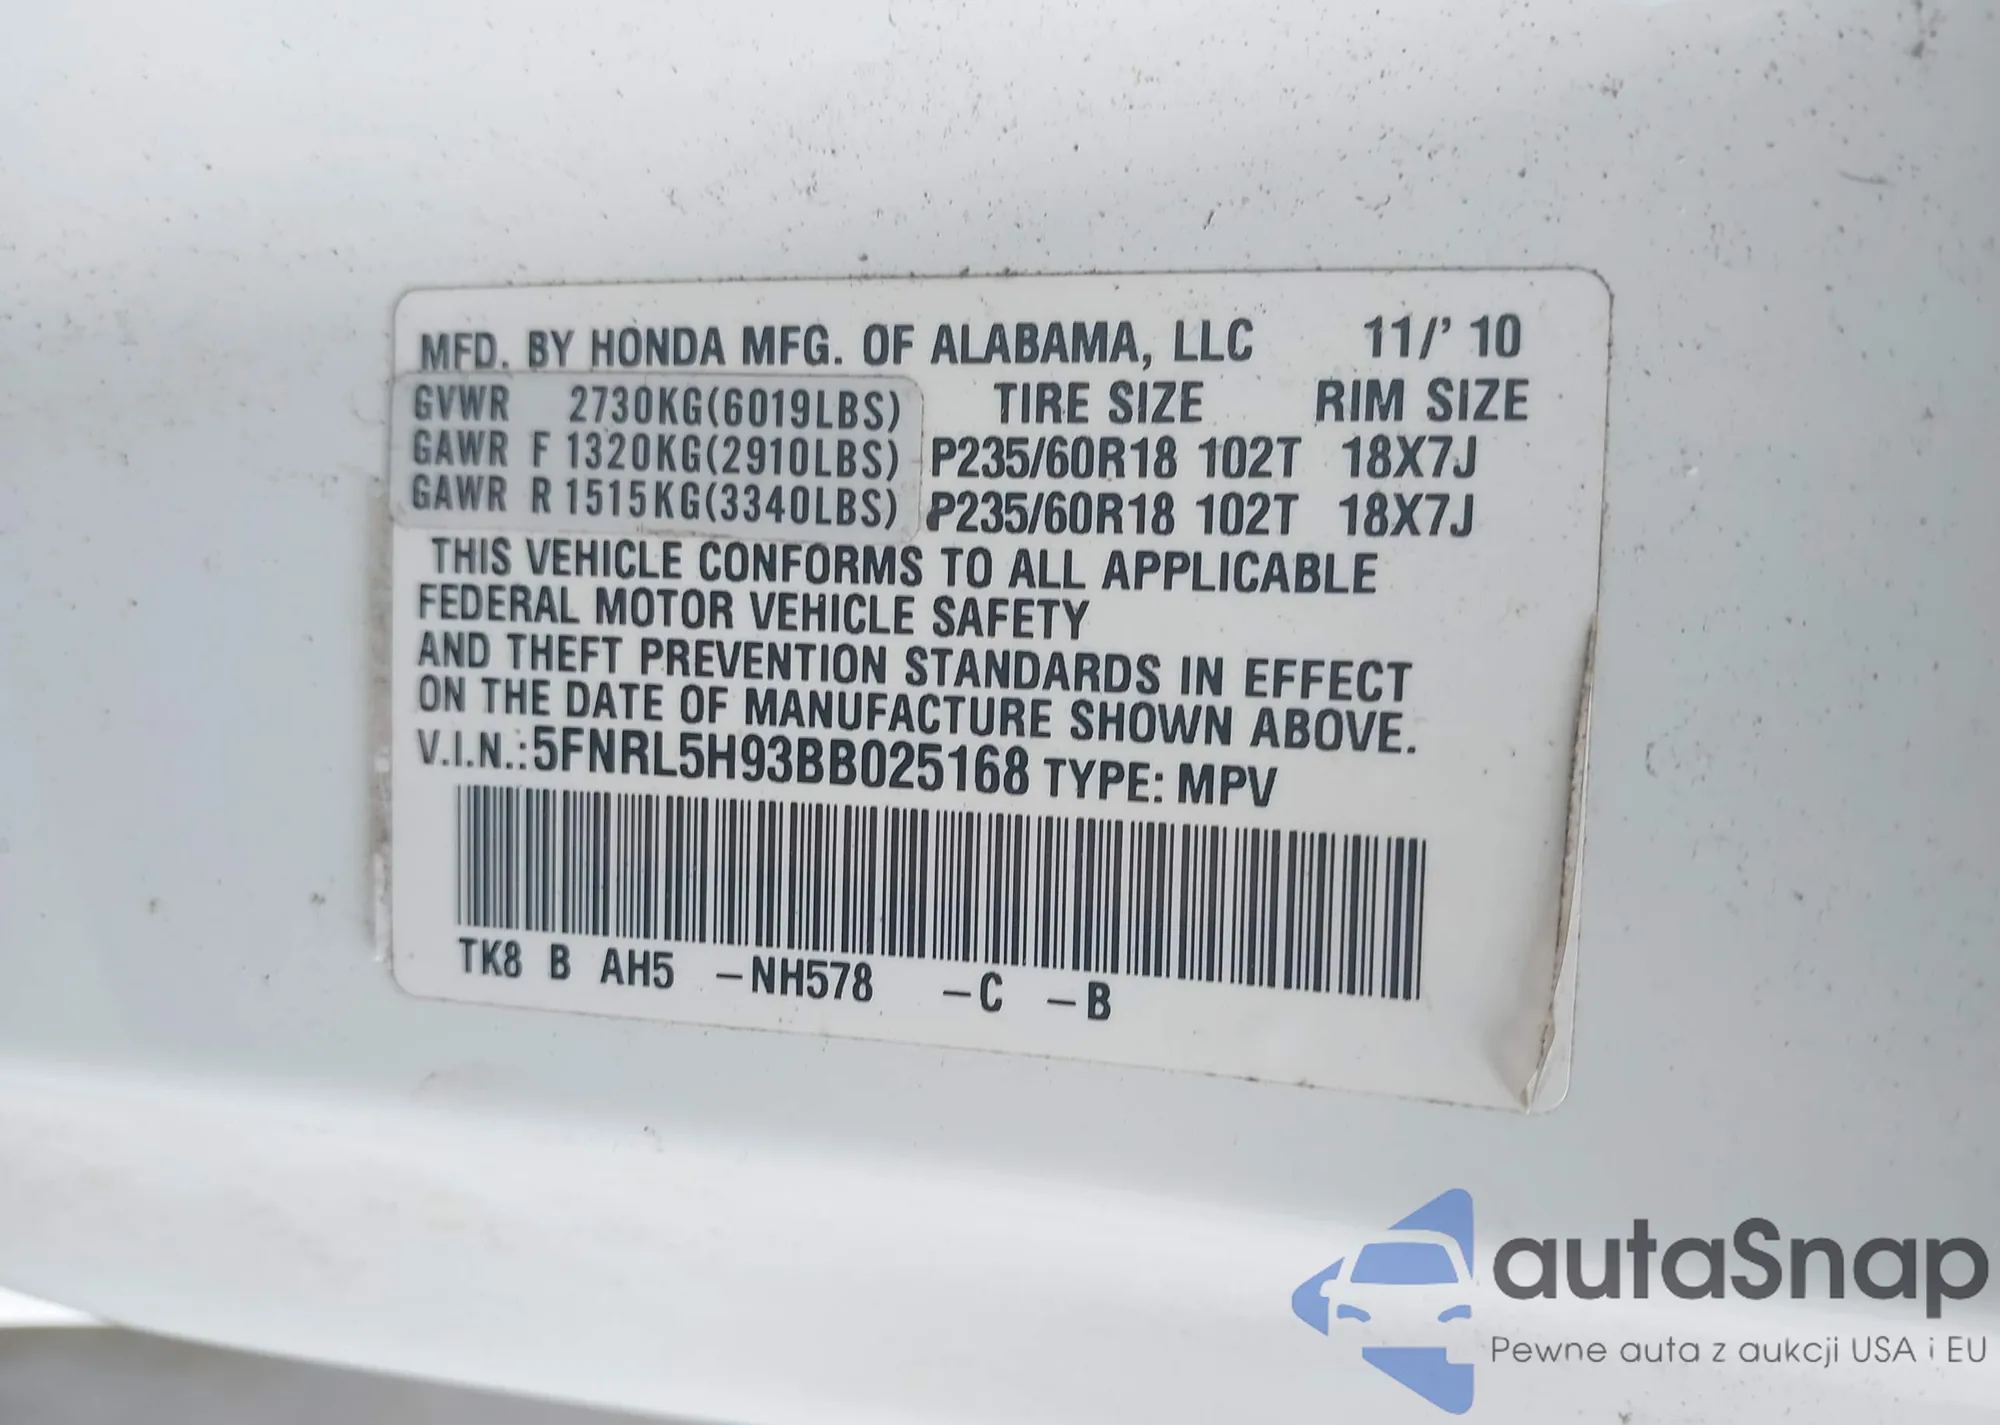 MFD. BY HONDA MFG. OF ALABAMA, LLC 11/' 10
GVWR 2730KG(6019LBS) TIRE SIZE RIM SIZE
GAWR F 1320KG(2910LBS) P235/60R18 102T 18X7J
GAWR R 1515KG(3340LBS) P235/60R18 102T 18X7J
THIS VEHICLE CONFORMS TO ALL APPLICABLE
FEDERAL MOTOR VEHICLE SAFETY
AND THEFT PREVENTION STANDARDS IN EFFECT
ON THE DATE OF MANUFACTURE SHOWN ABOVE.
V.I.N.:5FNRL5H93BB025168 TYPE: MPV
TK8 B AH5 –NH578 –C –B
autaSnap
Pewne auta z aukcji USA i EU